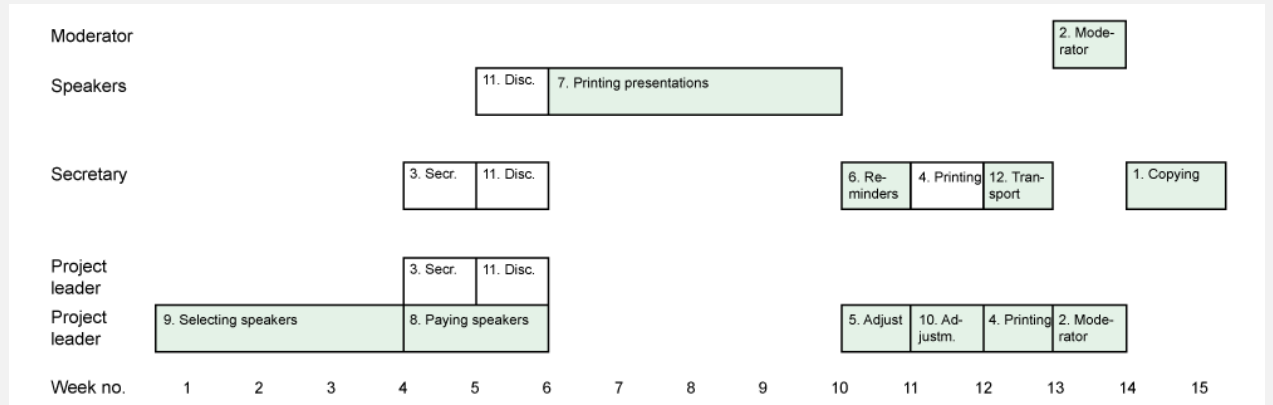 Moderator
2. Mode-
rator
Speakers
11. Disc.
7. Printing presentations
Secretary
3. Secr.
11. Disc.
6. Re-
minders
4. Printing
12. Tran-
sport
1. Copying
Project
leader
3. Secr.
11. Disc.
Project
leader
9. Selecting speakers
8. Paying speakers
5. Adjust
10. Ad-
justm.
4. Printing
2. Mode-
rator
Week no. 1 2 3 4 5 6 7 8 9 10 11 12 13 14 15